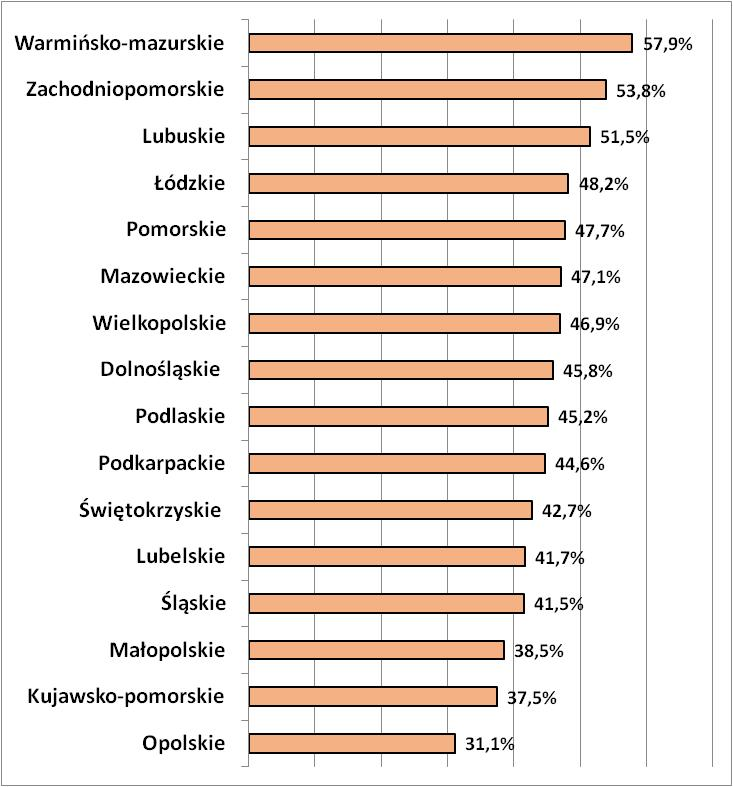 Warmińsko-mazurskie 57,9%
Zachodniopomorskie 53,8%
Lubuskie 51,5%
Łódzkie 48,2%
Pomorskie 47,7%
Mazowieckie 47,1%
Wielkopolskie 46,9%
Dolnośląskie 45,8%
Podlaskie 45,2%
Podkarpackie 44,6%
Świętokrzyskie 42,7%
Lubelskie 41,7%
Śląskie 41,5%
Małopolskie 38,5%
Kujawsko-pomorskie 37,5%
Opolskie 31,1%